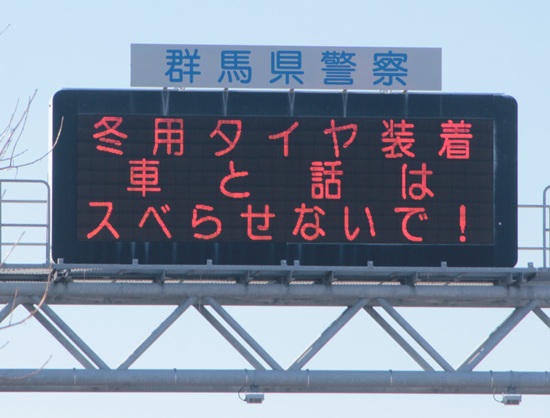 群馬県警察
冬用タイヤ装着
車と話は
スベらせないで!